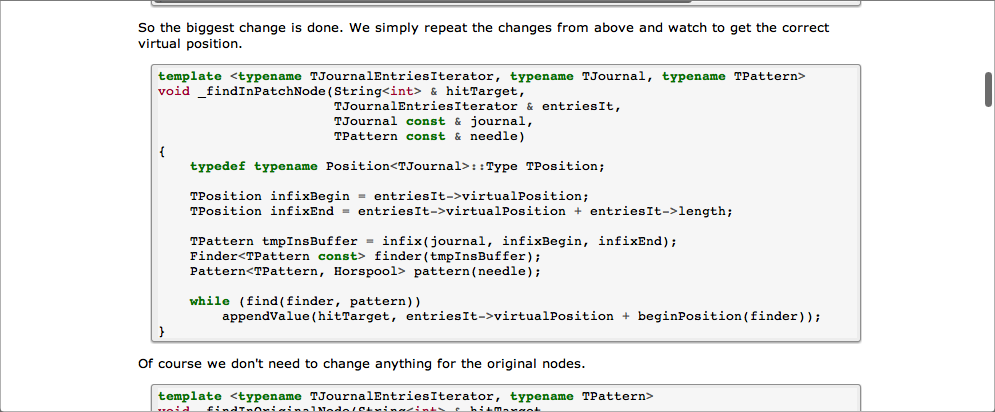 So the biggest change is done. We simply repeat the changes from above and watch to get the correct
virtual position.
template <typename TJournalEntriesIterator, typename TJournal, typename TPattern>
void _findInPatchNode(String<int> & hitTarget,
TJournalEntriesIterator & entriesIt,
TJournal const & journal,
TPattern const & needle)
{
typedef typename Position<TJournal>::Type TPosition;
TPosition infixBegin = entriesIt->virtualPosition;
TPosition infixEnd = entriesIt->virtualPosition + entriesIt->length;
TPattern tmpInsBuffer = infix(journal, infixBegin, infixEnd);
Finder<TPattern const> finder(tmpInsBuffer);
Pattern<TPattern, Horspool> pattern(needle);
while (find(finder, pattern))
appendValue(hitTarget, entriesIt->virtualPosition + beginPosition(finder));
}
Of course we don't need to change anything for the original nodes.
template <typename TJournalEntriesIterator, typename TPattern>
void _findInOriginalNode(String<int> & hitTarget,